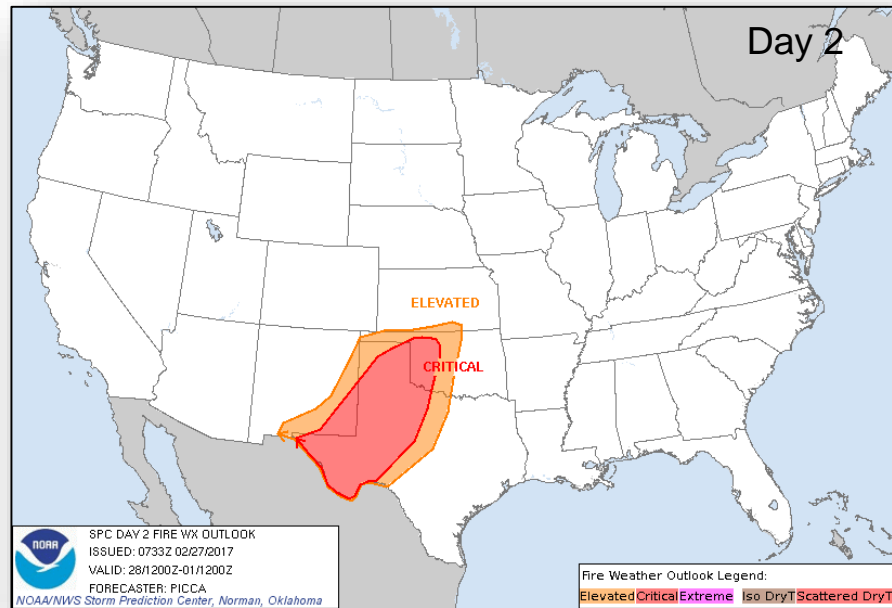 Day 2
ELEVATED
CRITICAL
NOAA
SPC DAY 2 FIRE WX OUTLOOK
ISSUED: 0733Z 02/27/2017
VALID: 28/1200Z-01/1200Z
FORECASTER: PICCA
NOAA/NWS Storm Prediction Center, Norman, Oklahoma
Fire Weather Outlook Legend:
Elevated Critical Extreme Iso DryT Scattered DryT